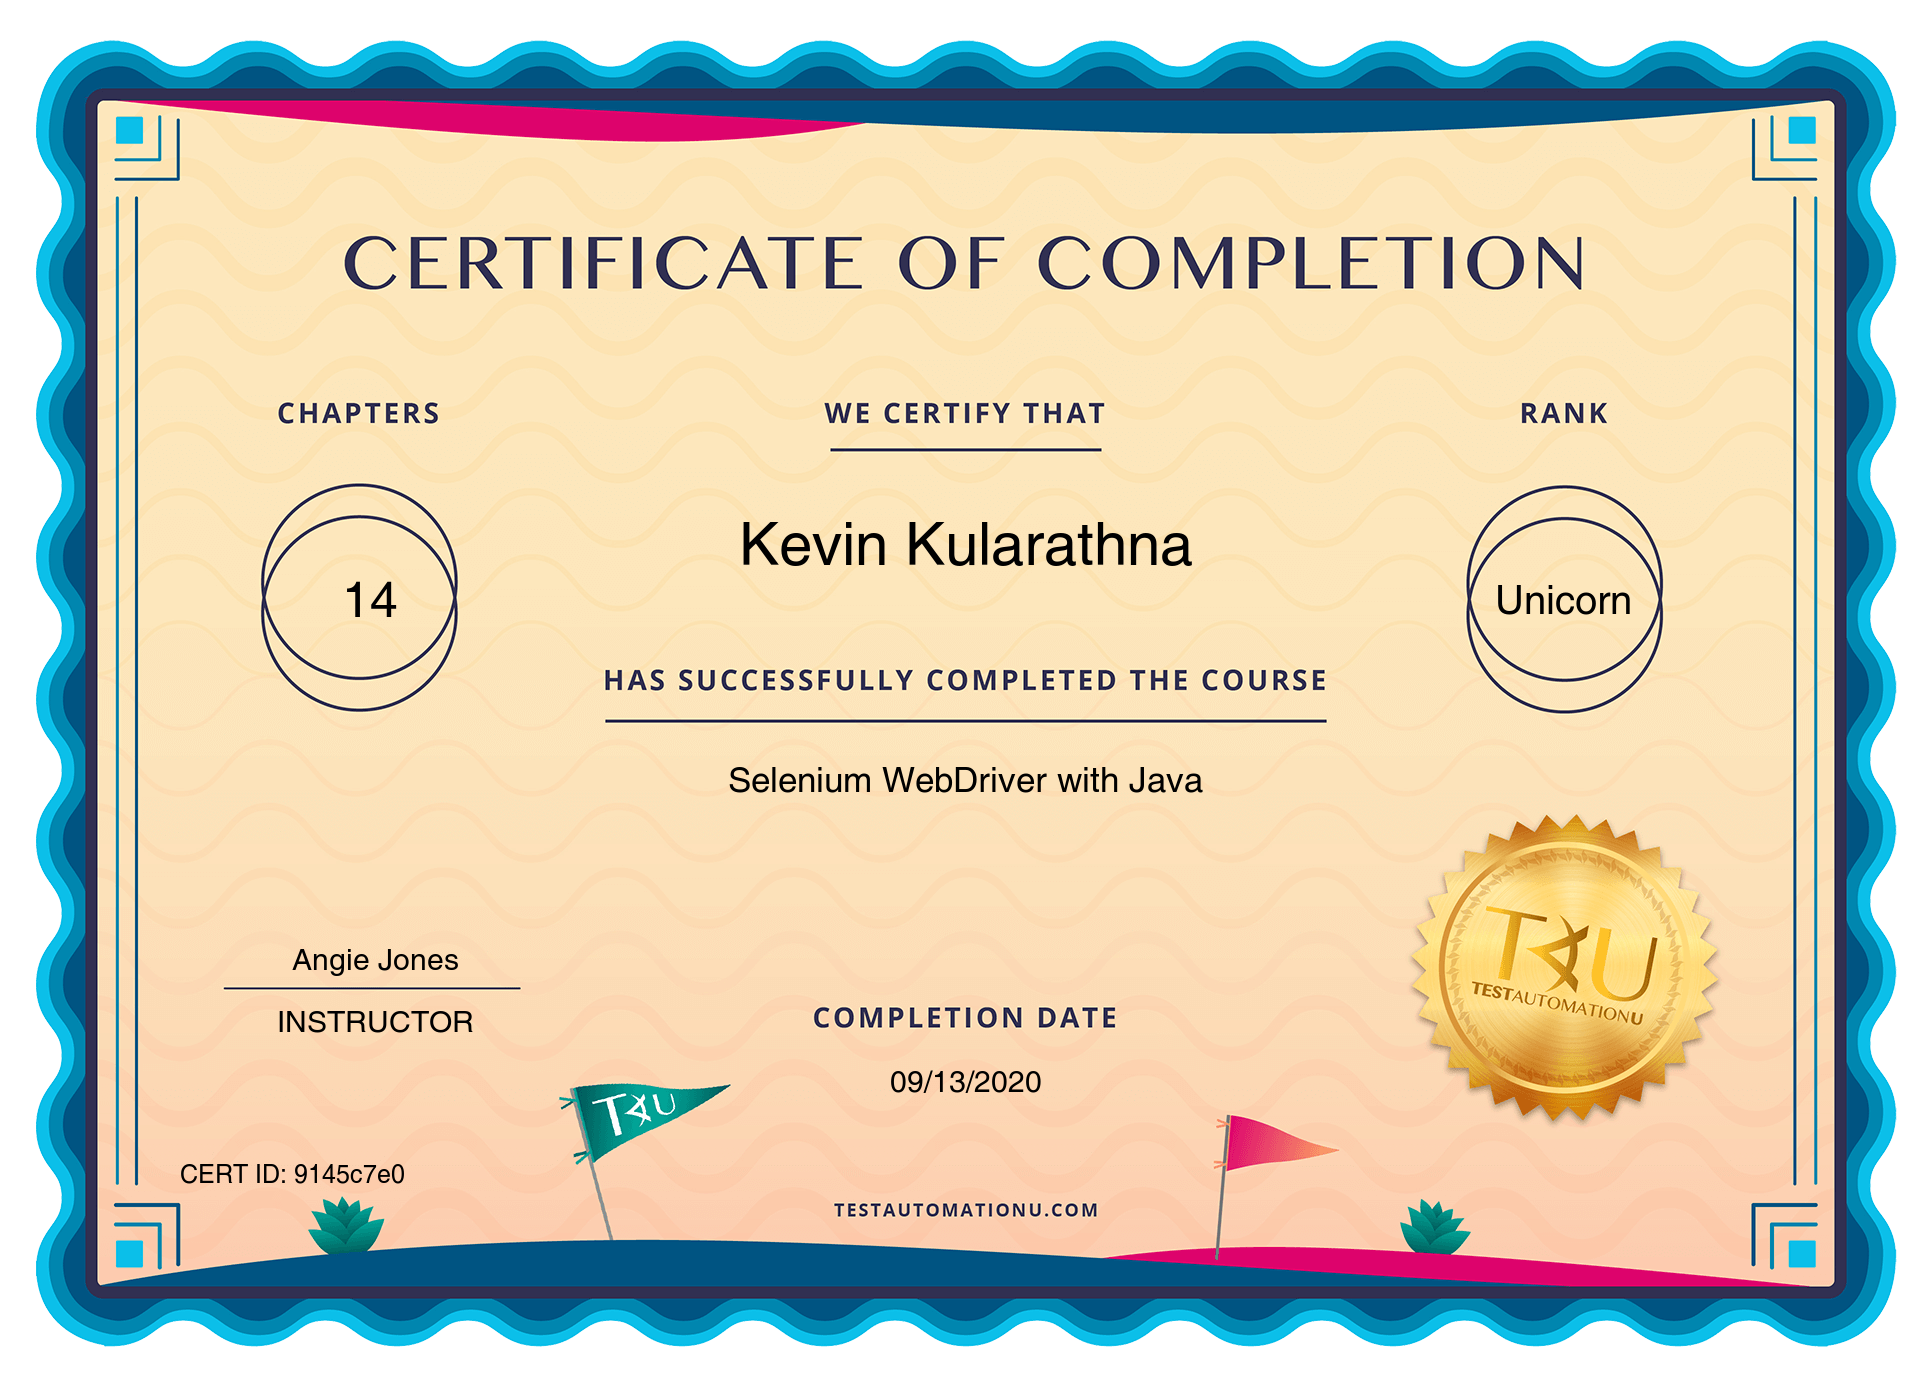 CERTIFICATE OF COMPLETION
CHAPTERS
14
WE CERTIFY THAT
Kevin Kularathna
HAS SUCCESSFULLY COMPLETED THE COURSE
Selenium WebDriver with Java
RANK
Unicorn
Angie Jones
INSTRUCTOR
COMPLETION DATE
09/13/2020
TAU
TESTAUTOMATIONU
TAU
CERT ID: 9145c7e0
TESTAUTOMATIONU.COM